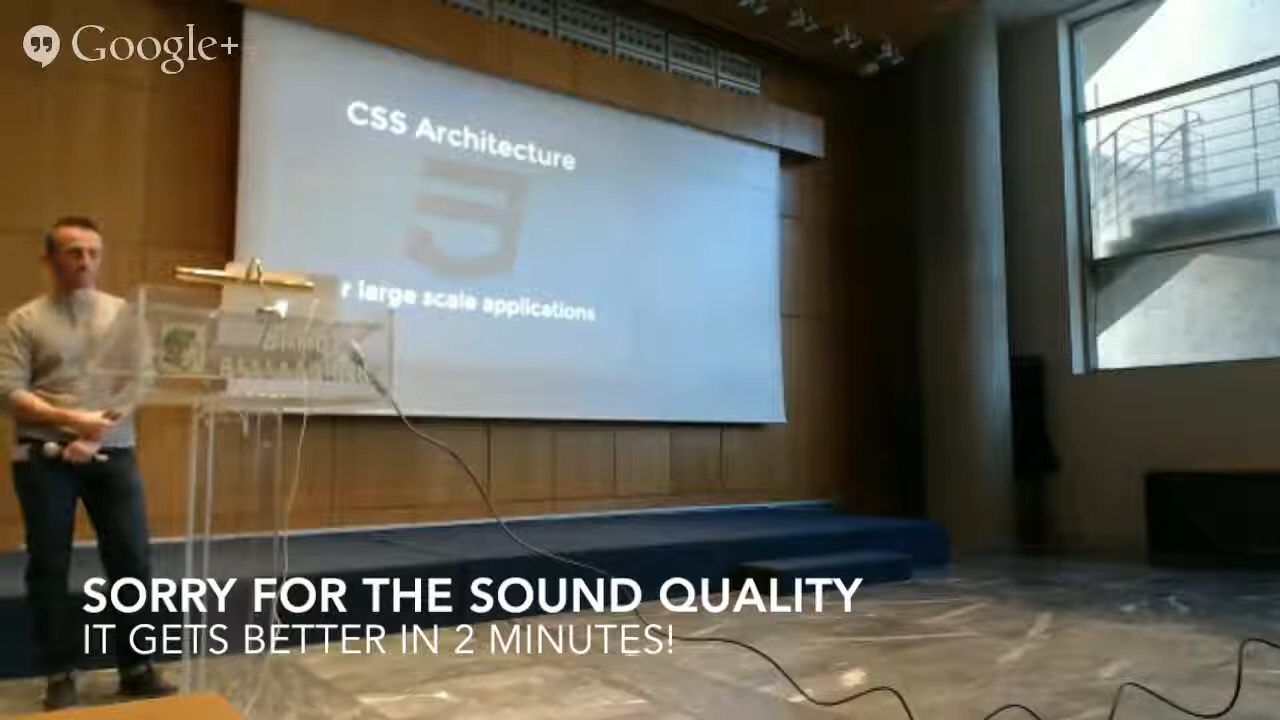 Google+
CSS Architecture
r large scale applications
SORRY FOR THE SOUND QUALITY
IT GETS BETTER IN 2 MINUTES!